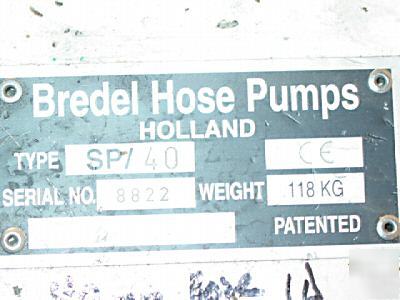 Bredel Hose Pumps
HOLLAND
TYPE SP/40 CE
SERIAL NO. 8822 WEIGHT 118 KG
PATENTED